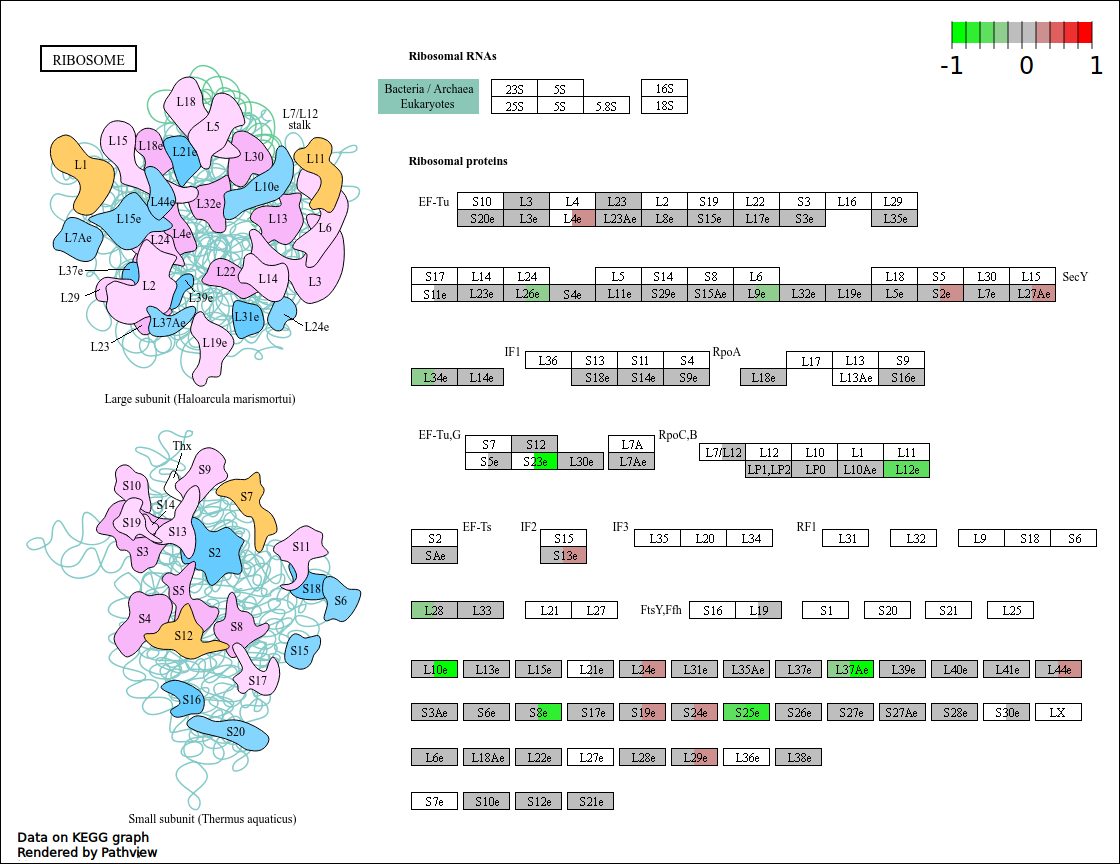 RIBOSOME
-1 0 1
Ribosomal RNAs
Bacteria / Archaea 23S 5S 16S
Eukaryotes 25S 5S 5.8S 18S
Ribosomal proteins
EF-Tu S10 L3 L4 L23 L2 S19 L22 S3 L16 L29
S20e L3e L4e L23Ae L8e S15e L17e S3e L35e
S17 L14 L24 L5 S14 S8 L6 L18 S5 L30 L15 SecY
S11e L23e L26e S4e L11e S29e S15Ae L9e L32e L19e L5e S2e L7e L27Ae
IF1 L36 S13 S11 S4 RpoA L17 L13 S9
L34e L14e S18e S14e S9e L18e L13Ae S16e
EF-Tu,G S7 S12 L7A RpoC,B L7/L12 L12 L10 L1 L11
S5e S23e L30e L7Ae LP1,LP2 LP0 L10Ae L12e
S2 EF-Ts IF2 S15 IF3 L35 L20 L34 RF1 L31 L32 L9 S18 S6
SAe S13e
L28 L33 L21 L27 FtsY,Ffh S16 L19 S1 S20 S21 L25
L10e L13e L15e L21e L24e L31e L35Ae L37e L37Ae L39e L40e L41e L44e
S3Ae S6e S8e S17e S19e S24e S25e S26e S27e S27Ae S28e S30e LX
L6e L18Ae L22e L27e L28e L29e L36e L38e
S7e S10e S12e S21e
L18
L5
L7/L12
stalk
L15
L18e
L21e
L30
L11
L1
L10e
L44e
L32e
L15e
L13
L6
L7Ae
L24
L4e
L37e
L22
L14
L3
L2
L29
L39e
L37Ae
L31e
L24e
L23
L19e
Large subunit (Haloarcula marismortui)
Thx
S9
S10
S7
S14
S19
S13
S3
S2
S11
S5
S18
S6
S4
S12
S8
S15
S17
S16
S20
Small subunit (Thermus aquaticus)
Data on KEGG graph
Rendered by Pathview